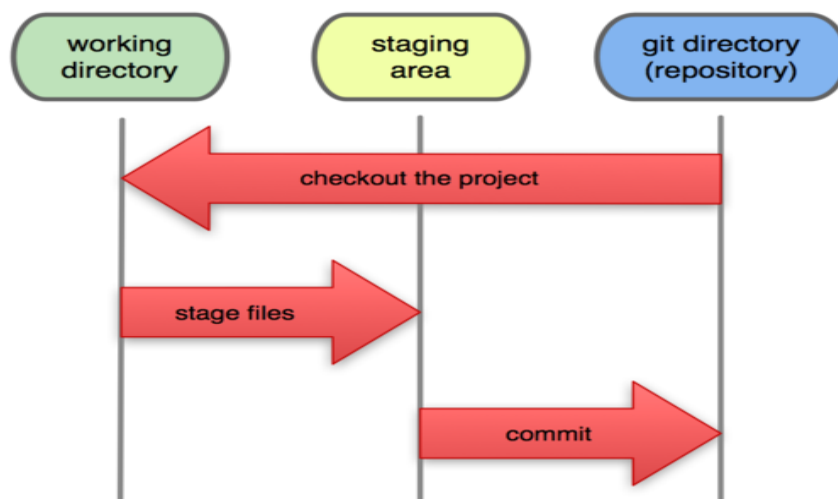 working
directory
staging
area
git directory
(repository)
checkout the project
stage files
commit